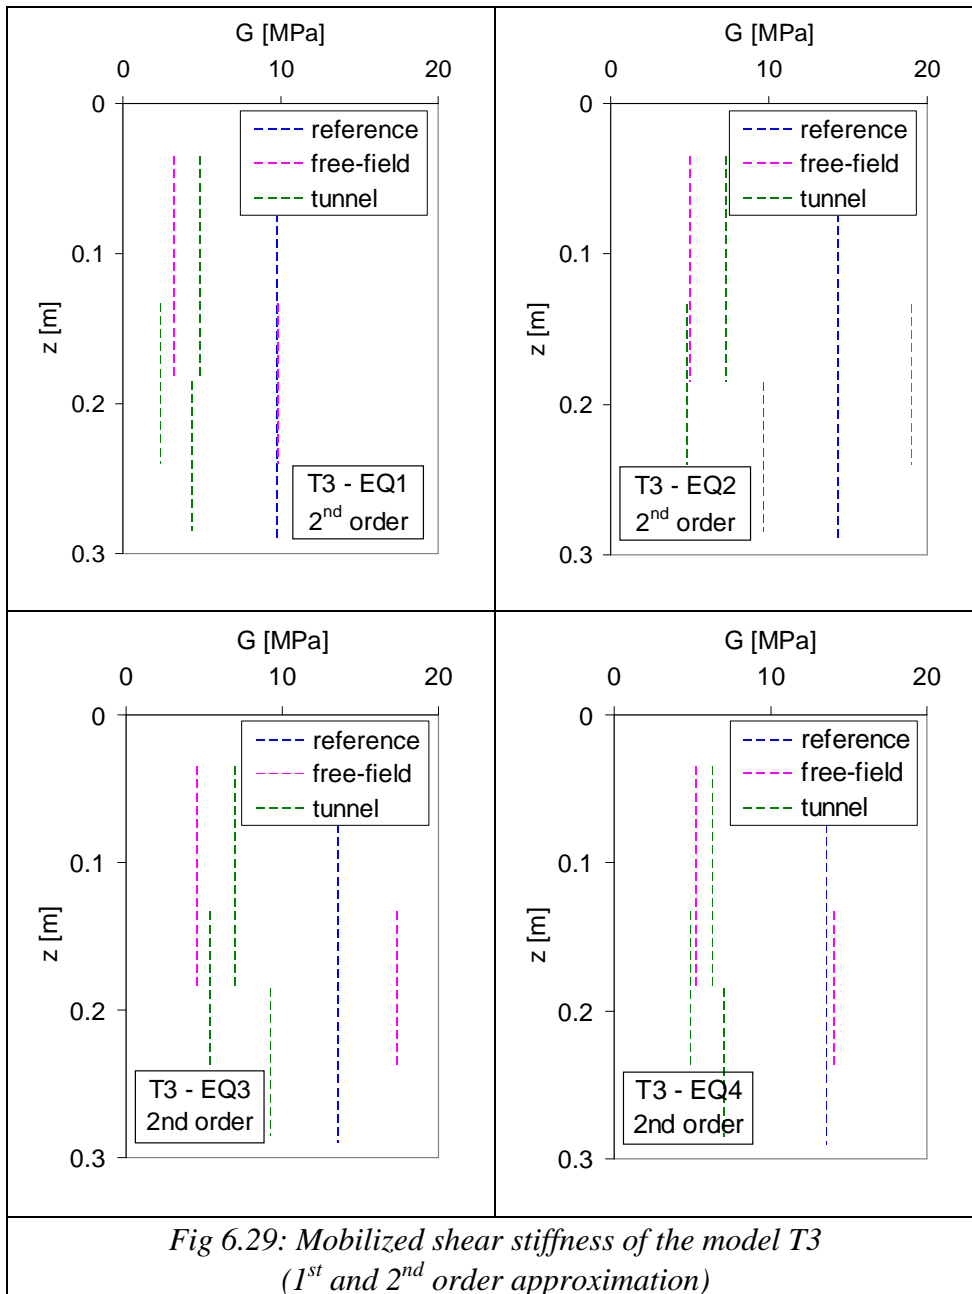 G [MPa]
0 10 20
0
0.1
0.2
0.3
z [m]
reference
free-field
tunnel
T3 - EQ1
2nd order
G [MPa]
0 10 20
0
0.1
0.2
0.3
z [m]
reference
free-field
tunnel
T3 - EQ2
2nd order
G [MPa]
0 10 20
0
0.1
0.2
0.3
z [m]
reference
free-field
tunnel
T3 - EQ3
2nd order
G [MPa]
0 10 20
0
0.1
0.2
0.3
z [m]
reference
free-field
tunnel
T3 - EQ4
2nd order
Fig 6.29: Mobilized shear stiffness of the model T3
(1st and 2nd order approximation)